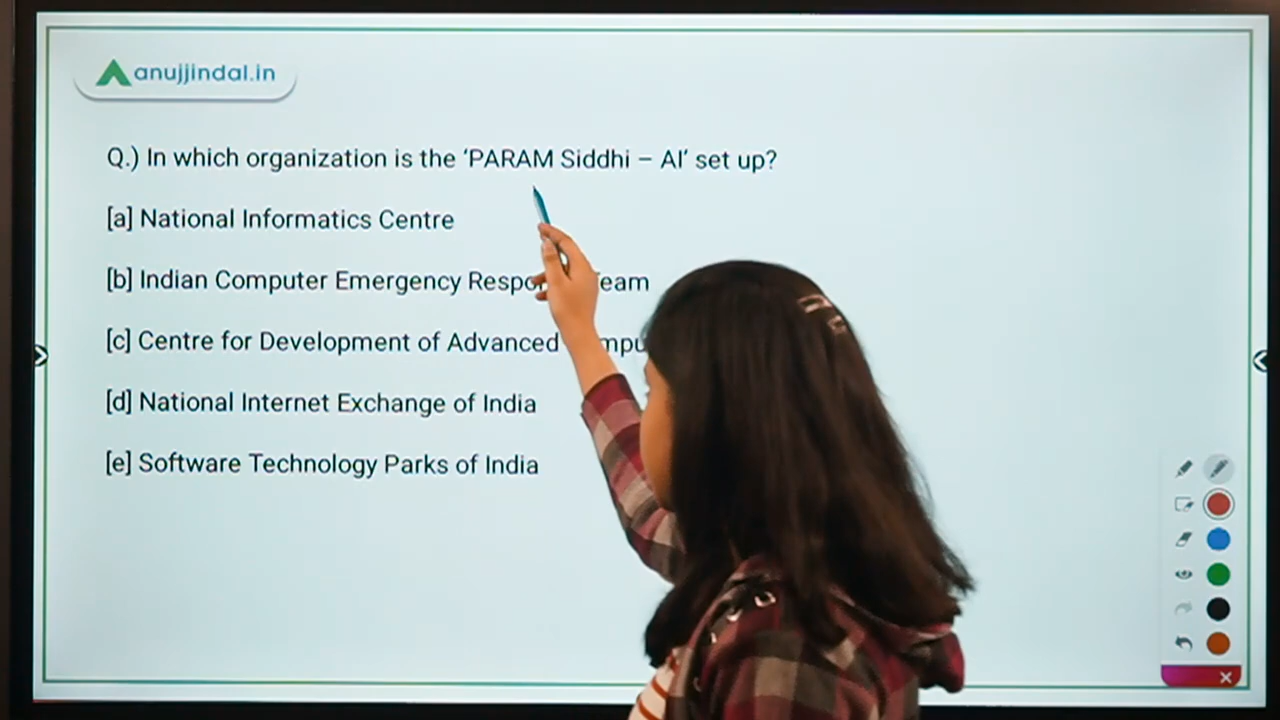 anujjindal.in
Q.) In which organization is the ‘PARAM Siddhi – AI’ set up?
[a] National Informatics Centre
[b] Indian Computer Emergency
[c] Centre for Development of Advanced
[d] National Internet Exchange of India
[e] Software Technology Parks of India